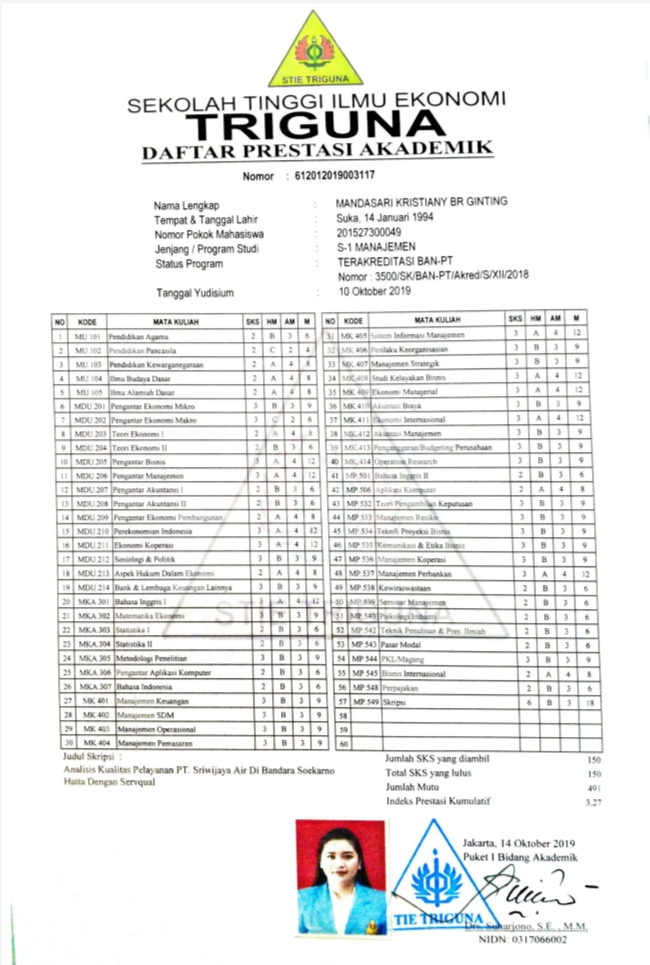 STIE TRIGUNA
SEKOLAH TINGGI ILMU EKONOMI
TRIGUNA
DAFTAR PRESTASI AKADEMIK
Nomor : 612012019003117
Nama Lengkap : MANDASARI KRISTIANY BR GINTING
Tempat & Tanggal Lahir : Suka, 14 Januari 1994
Nomor Pokok Mahasiswa : 201527300049
Jenjang / Program Studi : S-1 MANAJEMEN
Status Program : TERAKREDITASI BAN-PT
Nomor : 3500/SK/BAN-PT/Akred/S/XII/2018
Tanggal Yudisium : 10 Oktober 2019
NO KODE MATA KULIAH SKS HM AM M
1 MU 101 Pendidikan Agama 2 B 3 6
2 MU 102 Pendidikan Pancasila 2 C 2 4
3 MU 103 Pendidikan Kewarganegaraan 2 A 4 8
4 MU 104 Ilmu Budaya Dasar 2 A 4 8
5 MU 105 Ilmu Alamiah Dasar 2 A 4 8
6 MDU 201 Pengantar Ekonomi Mikro 3 B 3 9
7 MDU 202 Pengantar Ekonomi Makro 3 C 2 6
8 MDU 203 Teori Ekonomi I 2 A 4 8
9 MDU 204 Teori Ekonomi II 2 B 3 6
10 MDU 205 Pengantar Bisnis 3 A 4 12
11 MDU 206 Pengantar Manajemen 3 A 4 12
12 MDU 207 Pengantar Akuntansi I 2 B 3 6
13 MDU 208 Pengantar Akuntansi II 2 B 3 6
14 MDU 209 Pengantar Ekonomi Pembangunan 2 A 4 8
15 MDU 210 Perekonomian Indonesia 3 A 4 12
16 MDU 211 Ekonomi Koperasi 3 A 4 12
17 MDU 212 Sosiologi & Politik 3 B 3 9
18 MDU 213 Aspek Hukum Dalam Ekonomi 2 A 4 8
19 MDU 214 Bank & Lembaga Keuangan Lainnya 3 B 3 9
20 MKA 301 Bahasa Inggris I 3 A 4 12
21 MKA 302 Matematika Ekonomi 3 B 3 9
22 MKA 303 Statistika I 2 B 3 6
23 MKA 304 Statistika II 2 B 3 6
24 MKA 305 Metodologi Penelitian 3 B 3 9
25 MKA 306 Pengantar Aplikasi Komputer 2 B 3 6
26 MKA 307 Bahasa Indonesia 2 B 3 6
27 MK 401 Manajemen Keuangan 3 B 3 9
28 MK 402 Manajemen SDM 3 B 3 9
29 MK 403 Manajemen Operasional 3 B 3 9
30 MK 404 Manajemen Pemasaran 3 B 3 9
NO KODE MATA KULIAH SKS HM AM M
31 MK 405 Sistem Informasi Manajemen 3 A 4 12
32 MK 406 Perilaku Keorganisasian 3 B 3 9
33 MK 407 Manajemen Strategik 3 B 3 9
34 MK 408 Studi Kelayakan Bisnis 3 A 4 12
35 MK 409 Ekonomi Manajerial 3 A 4 12
36 MK 410 Akuntasi Biaya 3 B 3 9
37 MK 411 Ekonomi Internasional 3 A 4 12
38 MK 412 Akuntasi Manajemen 3 B 3 9
39 MK 413 Penganggaran/Budgeting Perusahaan 3 B 3 9
40 MK 414 Operation Research 3 B 3 9
41 MP 501 Bahasa Inggris II 2 B 3 6
42 MP 506 Aplikasi Komputer 2 A 4 8
43 MP 532 Teori Pengambilan Keputusan 3 B 3 9
44 MP 533 Manajemen Resiko 3 B 3 9
45 MP 534 Teknik Proyeksi Bisnis 3 B 3 9
46 MP 535 Komunikasi & Etika Bisnis 3 B 3 9
47 MP 536 Manajemen Koperasi 3 B 3 9
48 MP 537 Manajemen Perbankan 3 A 4 12
49 MP 538 Kewiraswastaan 2 B 3 6
50 MP 539 Seminar Manajemen 2 B 3 6
51 MP 540 Psikologi Industry 2 B 3 6
52 MP 542 Teknik Penulisan & Pres. Ilmiah 2 B 3 6
53 MP 543 Pasar Modal 2 B 3 6
54 MP 544 PKL/Magang 3 B 3 9
55 MP 545 Bisnis Internasional 2 A 4 8
56 MP 548 Perpajakan 2 B 3 6
57 MP 549 Skripsi 6 B 3 18
58
59
60
STIE TRIGUNA
Judul Skripsi :
Analisis Kualitas Pelayanan PT. Sriwijaya Air Di Bandara Soekarno
Hatta Dengan Servqual
Jumlah SKS yang diambil 150
Total SKS yang lulus 150
Jumlah Mutu 491
Indeks Prestasi Kumulatif 3,27
Jakarta, 14 Oktober 2019
Puket I Bidang Akademik
TIE TRIGUNA
Drs. Suharjono, S.E. , M.M.
NIDN: 0317066002